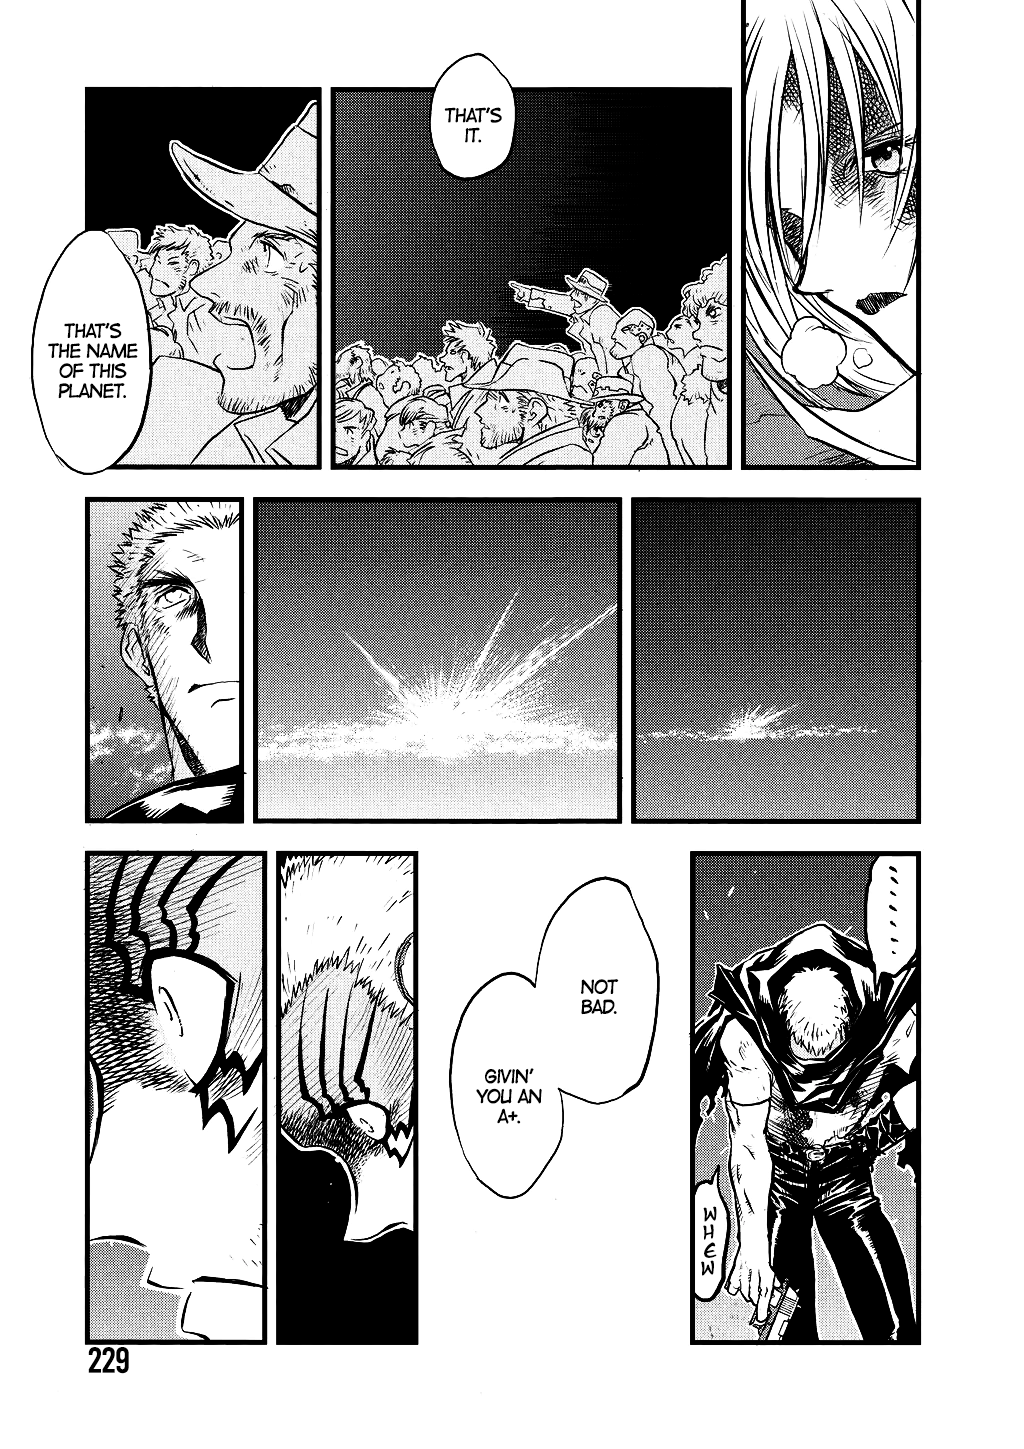 THAT'S
IT.
THAT'S
THE NAME
OF THIS
PLANET.
........
WHEW
NOT
BAD.
GIVIN'
YOU AN
A+.
229